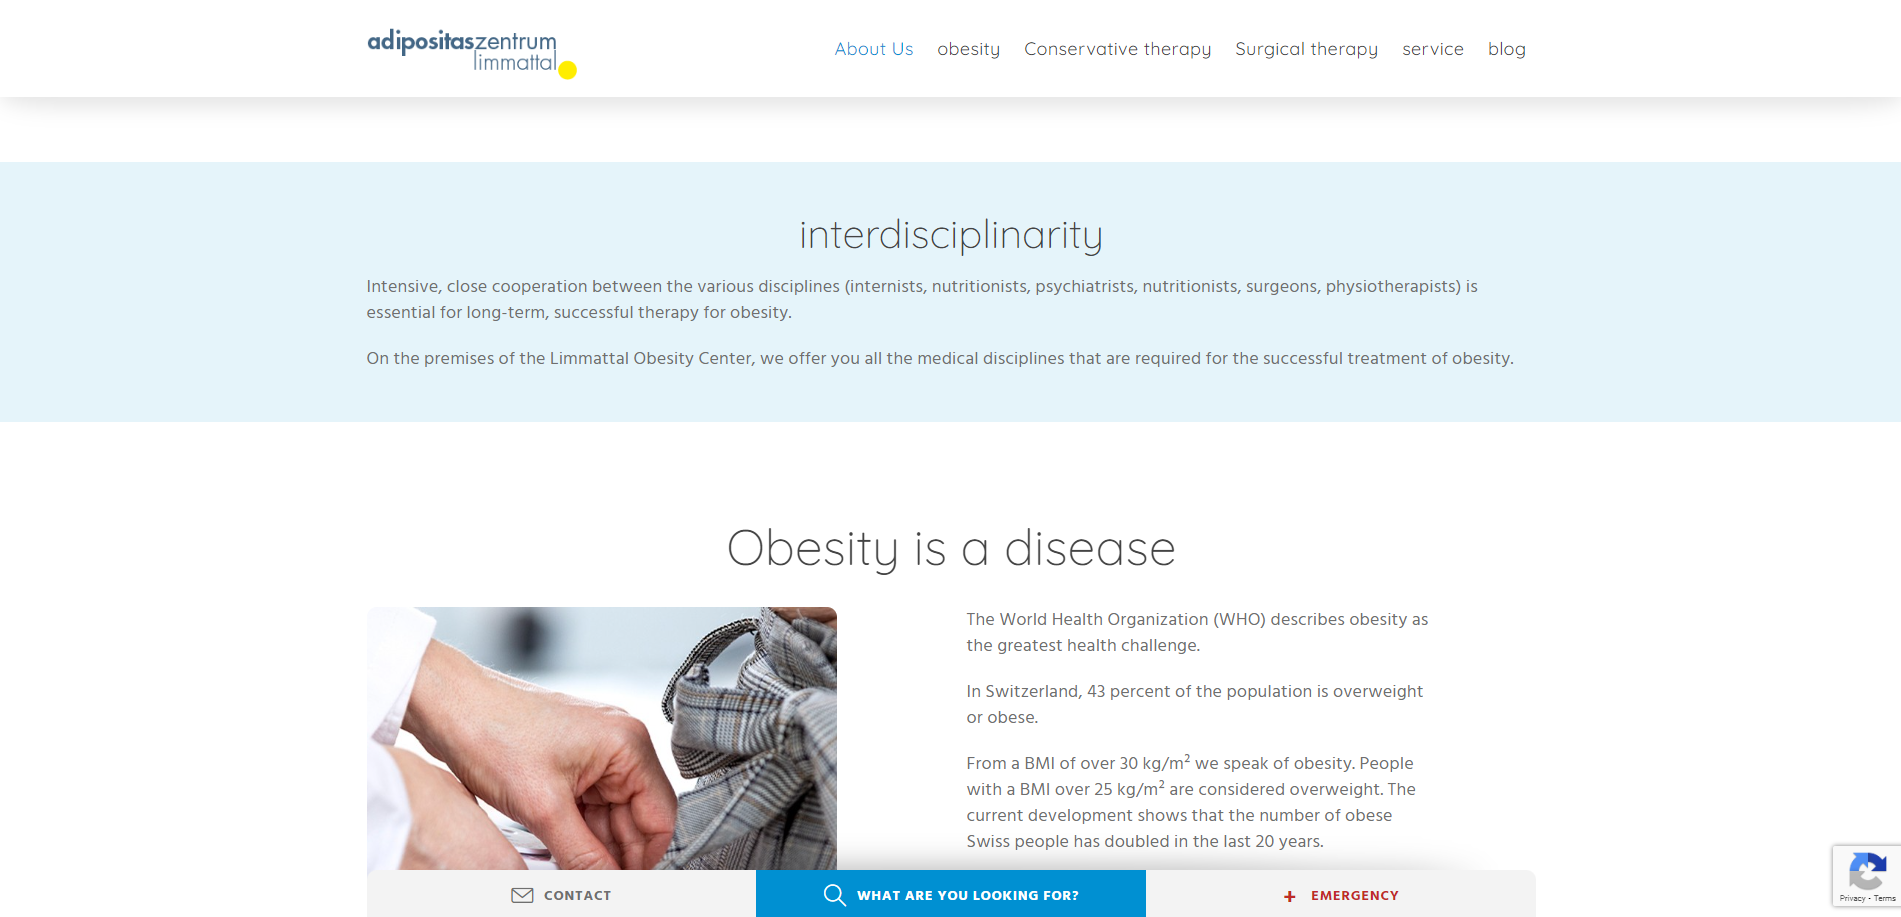 adipositaszentrum
limmattal
About Us obesity Conservative therapy Surgical therapy service blog
interdisciplinarity
Intensive, close cooperation between the various disciplines (internists, nutritionists, psychiatrists, nutritionists, surgeons, physiotherapists) is
essential for long-term, successful therapy for obesity.
On the premises of the Limmattal Obesity Center, we offer you all the medical disciplines that are required for the successful treatment of obesity.
Obesity is a disease
The World Health Organization (WHO) describes obesity as
the greatest health challenge.
In Switzerland, 43 percent of the population is overweight
or obese.
From a BMI of over 30 kg/m² we speak of obesity. People
with a BMI over 25 kg/m² are considered overweight. The
current development shows that the number of obese
Swiss people has doubled in the last 20 years.
CONTACT
WHAT ARE YOU LOOKING FOR?
EMERGENCY
Privacy - Terms